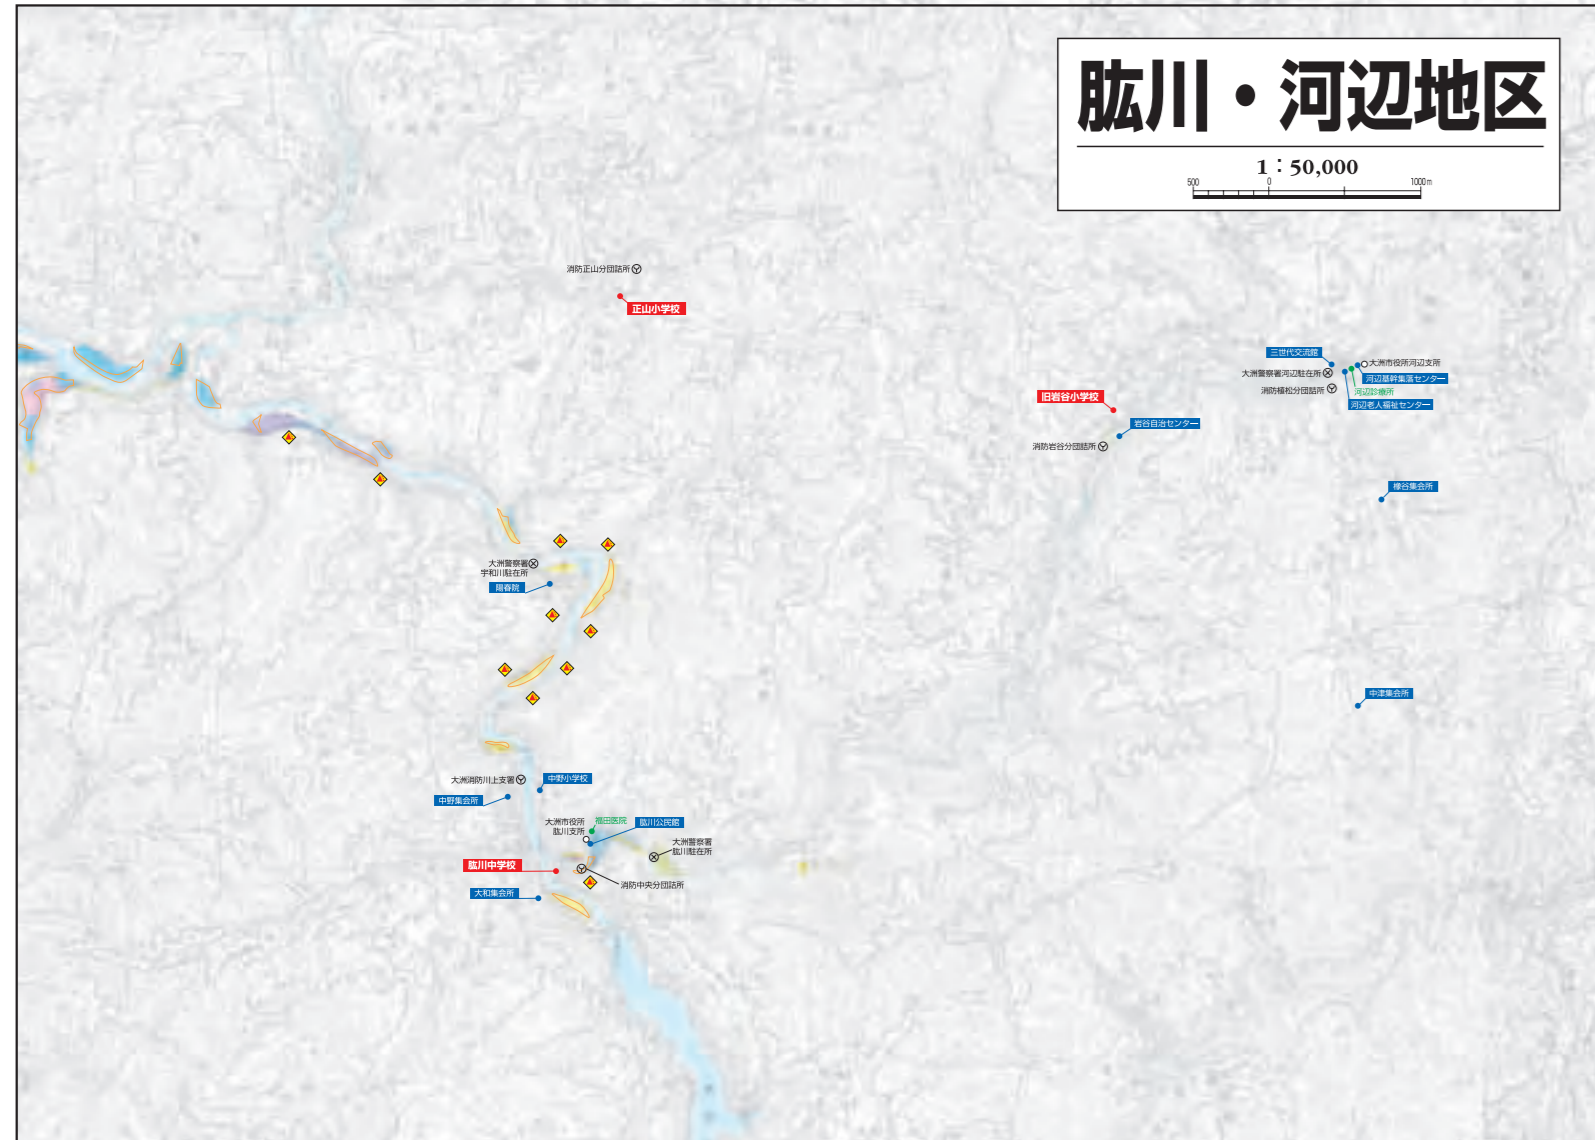 肱川・河辺地区
1：50,000
500 0 1000m
消防正山分団詰所
正山小学校
三世代交流館
大洲市役所河辺支所
大洲警察署河辺駐在所
河辺基幹集落センター
消防植松分団詰所
河辺診療所
河辺老人福祉センター
旧岩谷小学校
岩谷自治センター
消防岩谷分団詰所
椽谷集会所
大洲警察署
宇和川駐在所
陽春院
中津集会所
大洲消防川上支署
中野小学校
中野集会所
大洲市役所
肱川支所
福田医院
肱川公民館
大洲警察署
肱川駐在所
肱川中学校
消防中央分団詰所
大和集会所